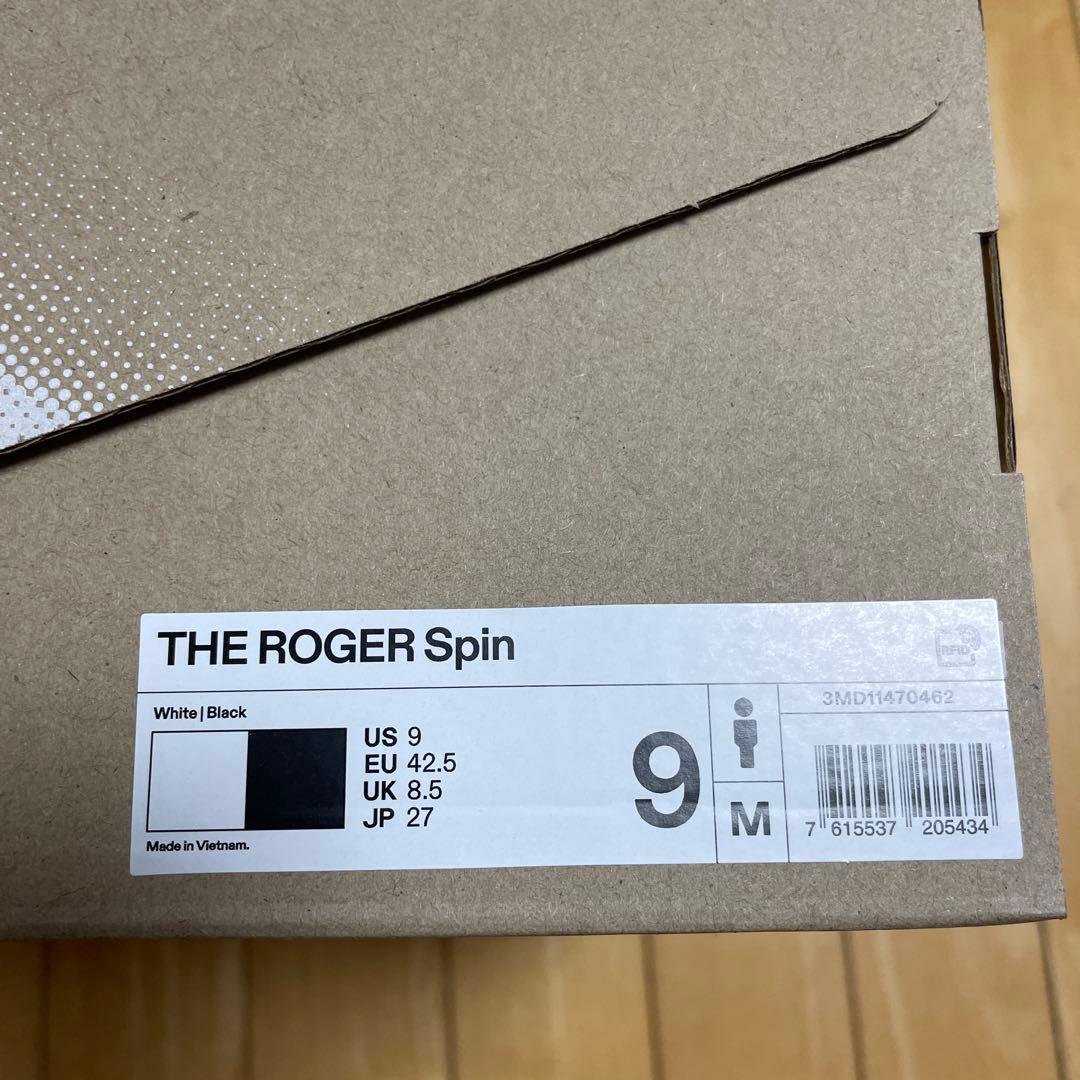 THE ROGER Spin
RFID
White | Black
US 9
EU 42.5
UK 8.5
JP 27
Made in Vietnam.
9
M
3MD11470462
7 615537 205434